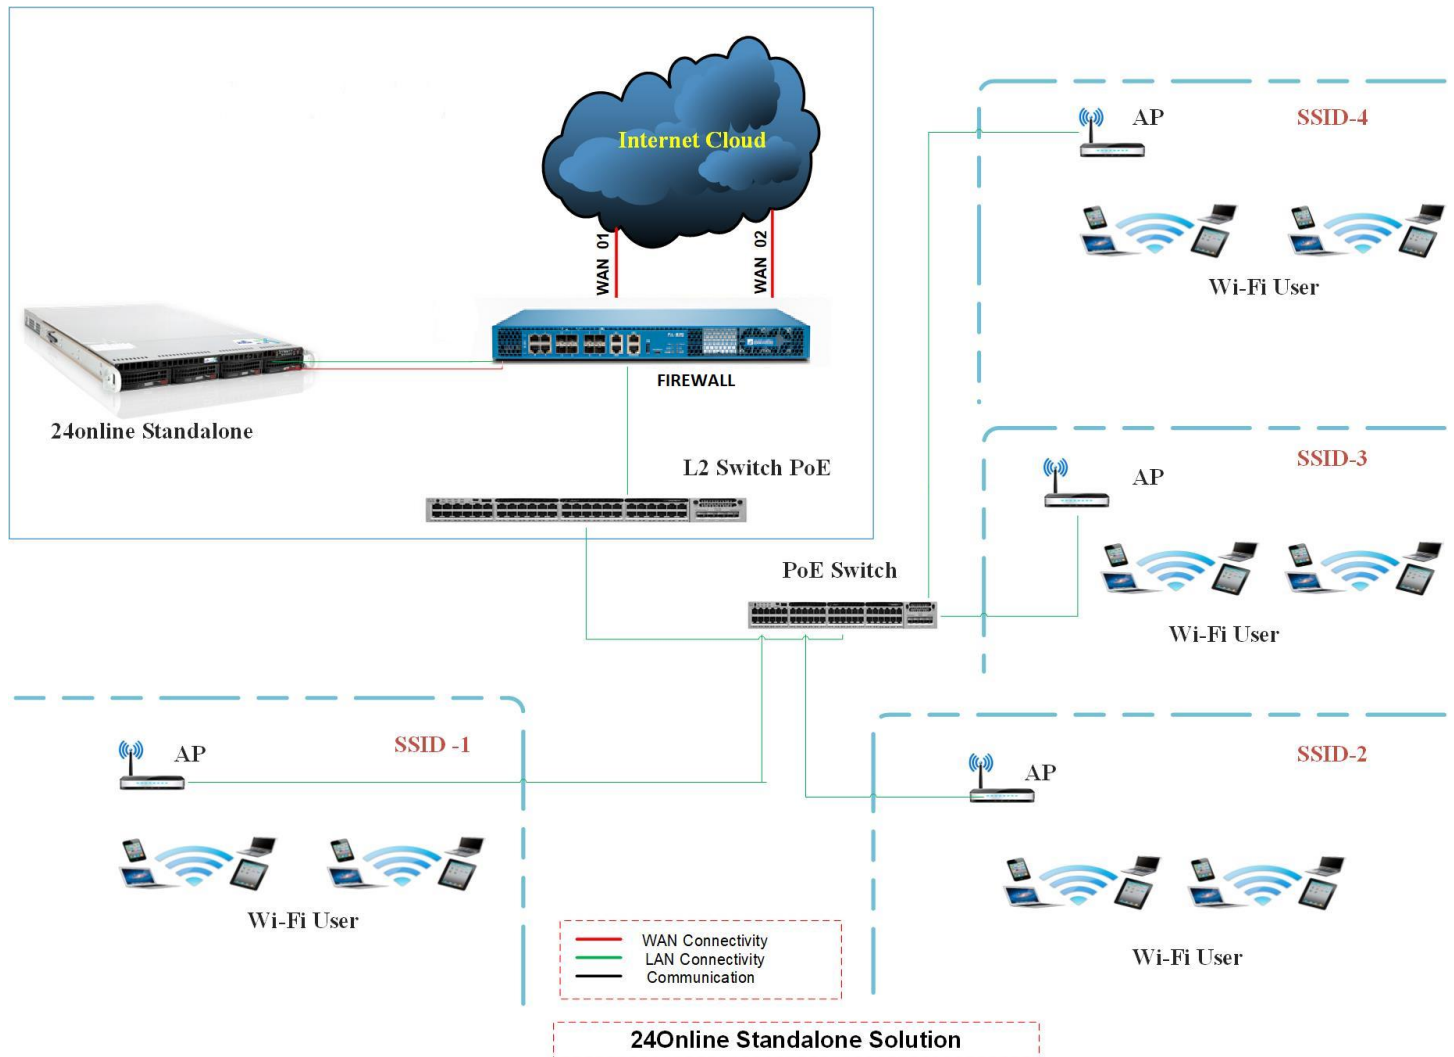 Internet Cloud
WAN 01
WAN 02
FIREWALL
24online Standalone
L2 Switch PoE
PoE Switch
AP
SSID-4
Wi-Fi User
AP
SSID-3
Wi-Fi User
AP
SSID -1
Wi-Fi User
AP
SSID-2
Wi-Fi User
WAN Connectivity
LAN Connectivity
Communication
24Online Standalone Solution